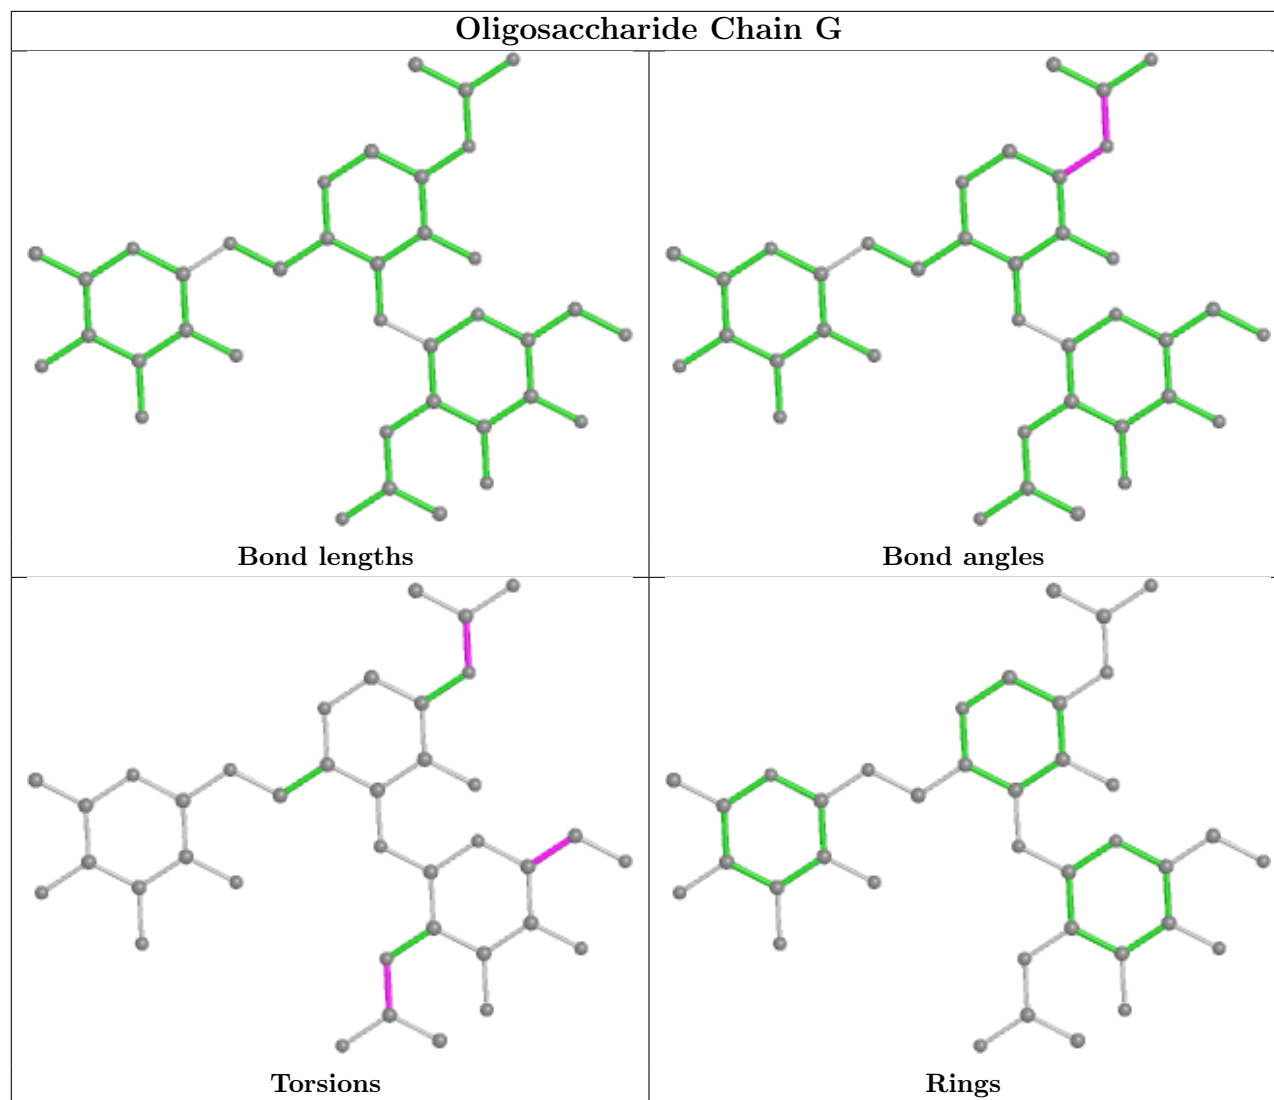 Oligosaccharide Chain G
Bond lengths
Bond angles
Torsions
Rings